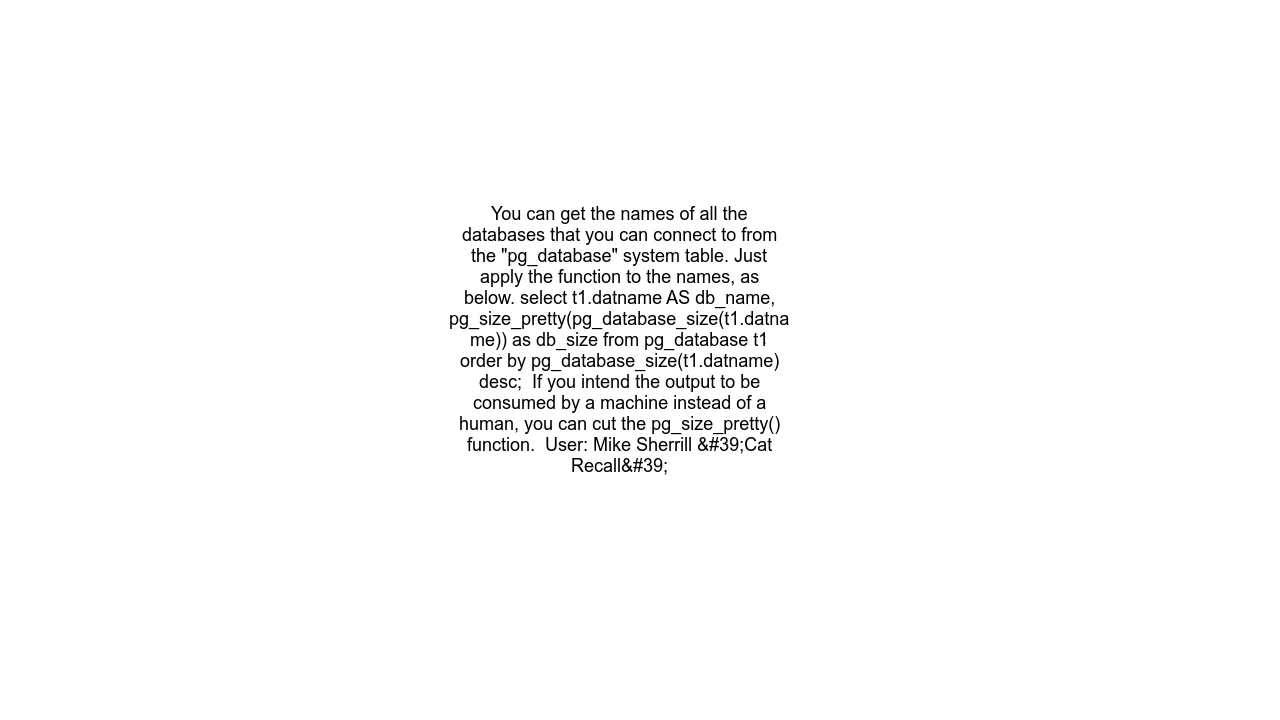 You can get the names of all the
databases that you can connect to from
the "pg_database" system table. Just
apply the function to the names, as
below. select t1.datname AS db_name,
pg_size_pretty(pg_database_size(t1.datna
me)) as db_size from pg_database t1
order by pg_database_size(t1.datname)
desc;  If you intend the output to be
consumed by a machine instead of a
human, you can cut the pg_size_pretty()
function.  User: Mike Sherrill &#39;Cat
Recall&#39;